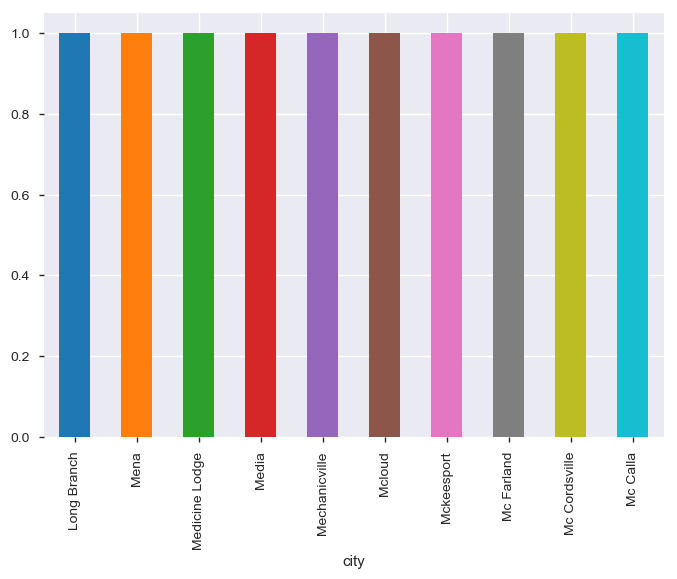 1.0
0.8
0.6
0.4
0.2
0.0
Long Branch
Mena
Medicine Lodge
Media
Mechanicville
Mcloud
Mckeesport
Mc Farland
Mc Cordsville
Mc Calla
city